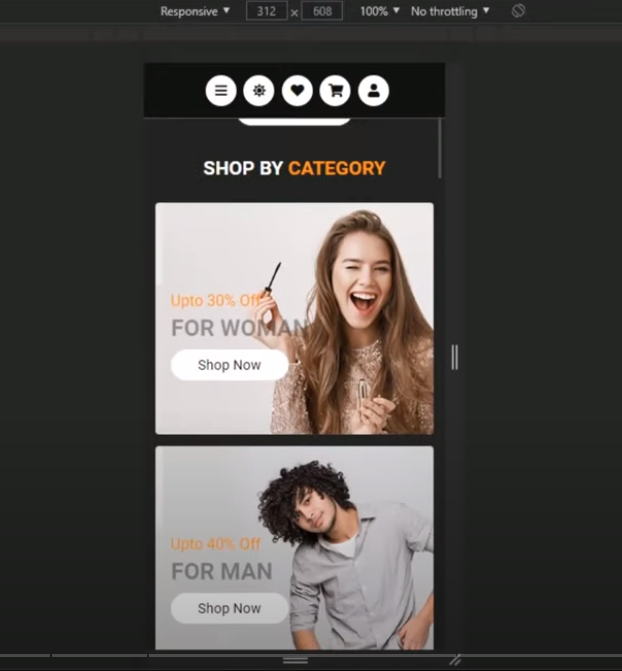 Responsive ▼ 312 x 608 100% ▼ No throttling ▼
SHOP BY CATEGORY
Upto 30% Off
FOR WOMAN
Shop Now
Upto 40% Off
FOR MAN
Shop Now